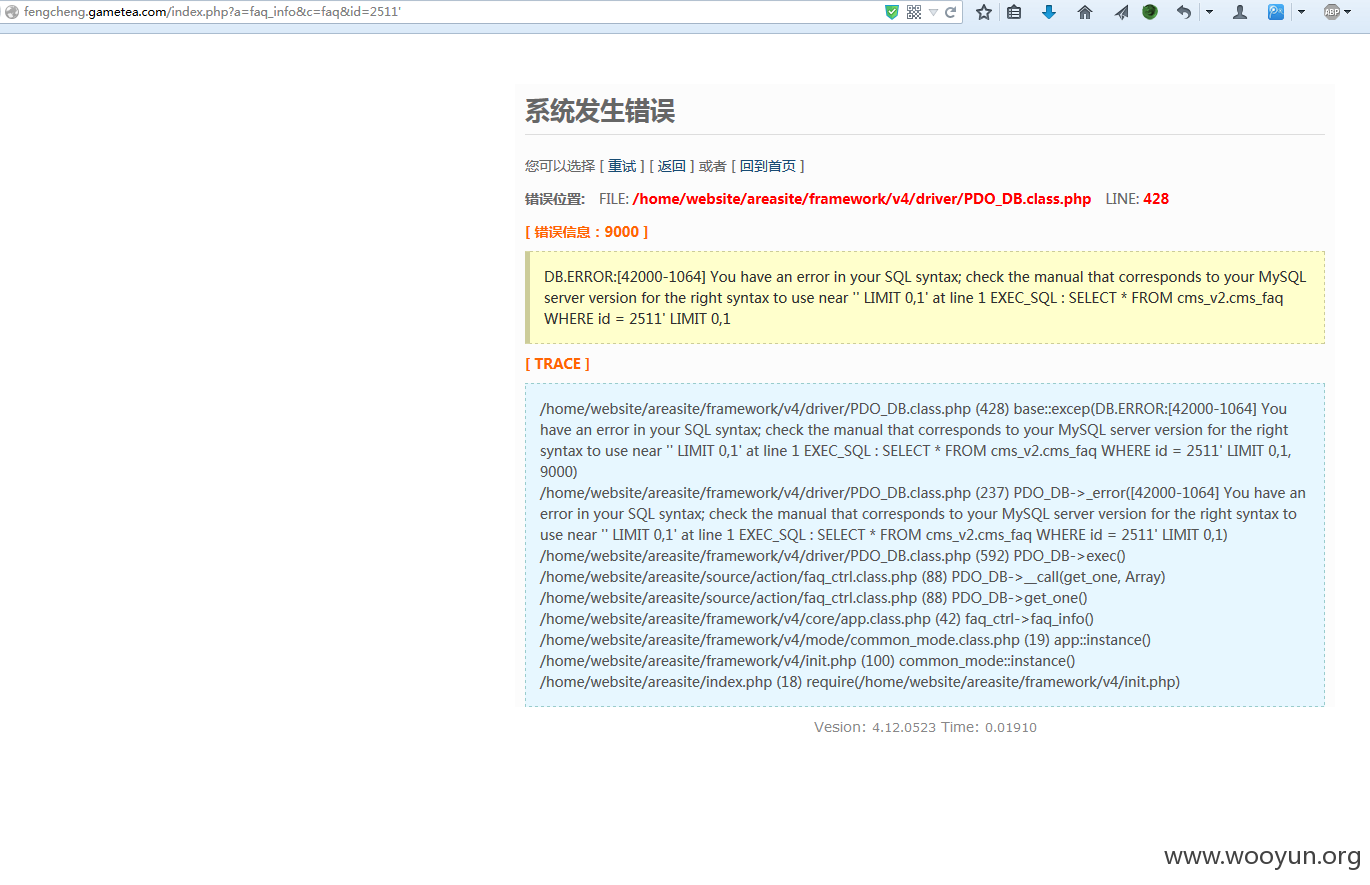 fengcheng.gametea.com/index.php?a=faq_info&c=faq&id=2511'
ABP
系统发生错误
您可以选择 [ 重试 ] [ 返回 ] 或者 [ 回到首页 ]
错误位置: FILE: /home/website/areasite/framework/v4/driver/PDO_DB.class.php LINE: 428
[ 错误信息：9000 ]
DB.ERROR:[42000-1064] You have an error in your SQL syntax; check the manual that corresponds to your MySQL
server version for the right syntax to use near '' LIMIT 0,1' at line 1 EXEC_SQL : SELECT * FROM cms_v2.cms_faq
WHERE id = 2511' LIMIT 0,1
[ TRACE ]
/home/website/areasite/framework/v4/driver/PDO_DB.class.php (428) base::excep(DB.ERROR:[42000-1064] You
have an error in your SQL syntax; check the manual that corresponds to your MySQL server version for the right
syntax to use near '' LIMIT 0,1' at line 1 EXEC_SQL : SELECT * FROM cms_v2.cms_faq WHERE id = 2511' LIMIT 0,1,
9000)
/home/website/areasite/framework/v4/driver/PDO_DB.class.php (237) PDO_DB->_error([42000-1064] You have an
error in your SQL syntax; check the manual that corresponds to your MySQL server version for the right syntax to
use near '' LIMIT 0,1' at line 1 EXEC_SQL : SELECT * FROM cms_v2.cms_faq WHERE id = 2511' LIMIT 0,1)
/home/website/areasite/framework/v4/driver/PDO_DB.class.php (592) PDO_DB->exec()
/home/website/areasite/source/action/faq_ctrl.class.php (88) PDO_DB->__call(get_one, Array)
/home/website/areasite/source/action/faq_ctrl.class.php (88) PDO_DB->get_one()
/home/website/areasite/framework/v4/core/app.class.php (42) faq_ctrl->faq_info()
/home/website/areasite/framework/v4/mode/common_mode.class.php (19) app::instance()
/home/website/areasite/framework/v4/init.php (100) common_mode::instance()
/home/website/areasite/index.php (18) require(/home/website/areasite/framework/v4/init.php)
Vesion: 4.12.0523 Time: 0.01910
www.wooyun.org